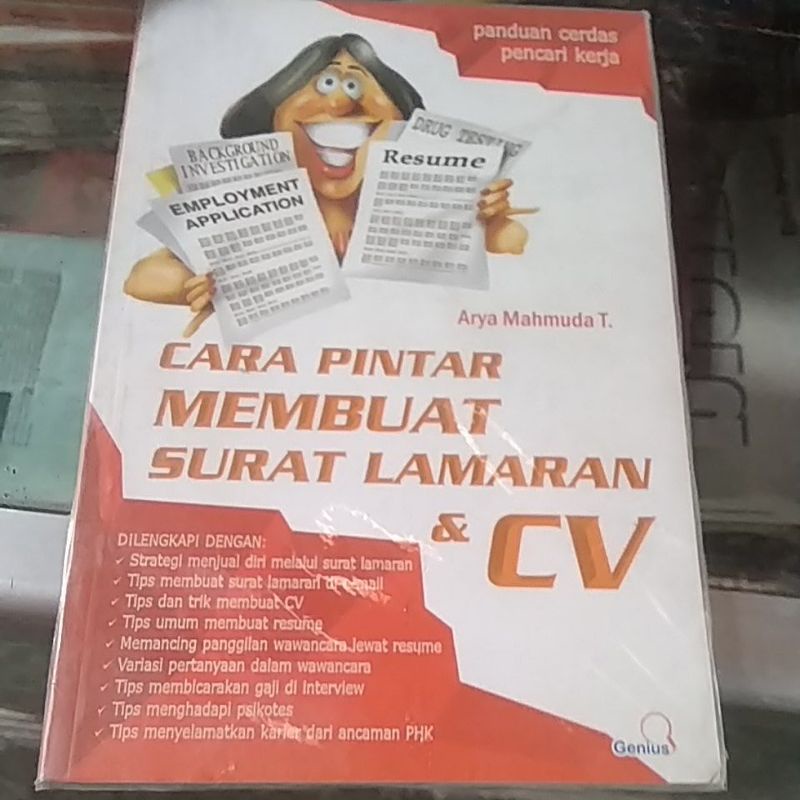 panduan cerdas
pencari kerja
DRUG TESTING
BACKGROUND
INVESTIGATION
Resume
EMPLOYMENT
APPLICATION
Arya Mahmuda T.
CARA PINTAR
MEMBUAT
SURAT LAMARAN
& CV
DILENGKAPI DENGAN:
✓ Strategi menjual diri melalui surat lamaran
✓ Tips membuat surat lamaran di email
✓ Tips dan trik membuat CV
✓ Tips umum membuat resume
✓ Memancing panggilan wawancara lewat resume
✓ Variasi pertanyaan dalam wawancara
✓ Tips membicarakan gaji di interview
✓ Tips menghadapi psikotes
✓ Tips menyelamatkan karier dari ancaman PHK
Genius